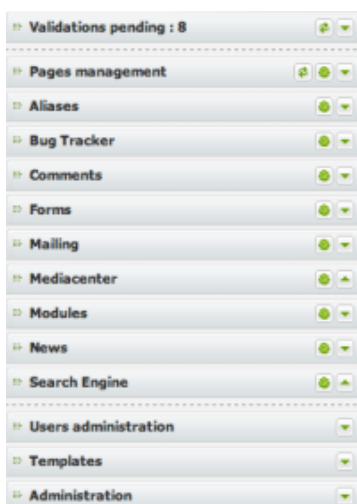 Validations pending : 8
Pages management
Aliases
Bug Tracker
Comments
Forms
Mailing
Mediacenter
Modules
News
Search Engine
Users administration
Templates
Administration